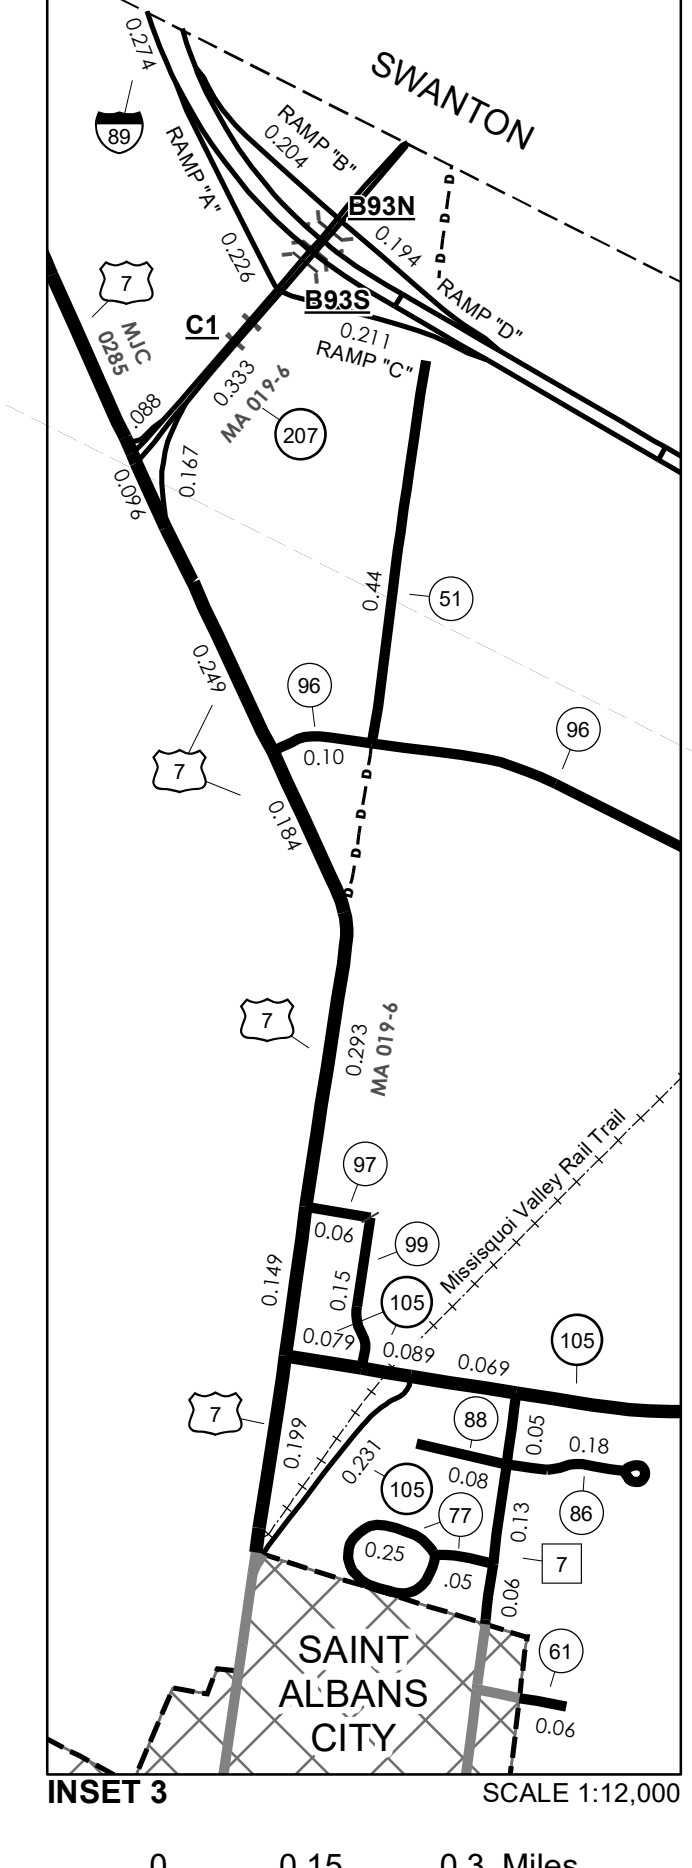 0.274
SWANTON
89
RAMP "B"
0.204
RAMP "A"
B93N
D
D
D
D
0.194
0.226
7
B93S
RAMP "D"
C1
0.211
RAMP "C"
MJC
0285
0.333
MA 019-6
.088
207
0.167
0.096
0.44
51
0.249
96
96
0.10
7
D
D
D
D
0.184
7
0.293
MA 019-6
Missisquoi Valley Rail Trail
97
0.06
99
0.149
0.15
105
105
0.079
0.089
0.069
7
88
0.05
0.18
0.199
0.231
0.08
105
86
77
0.13
0.25
7
.05
0.06
SAINT
ALBANS
CITY
61
0.06
INSET 3
SCALE 1:12,000
0 0.15 0.3 Miles